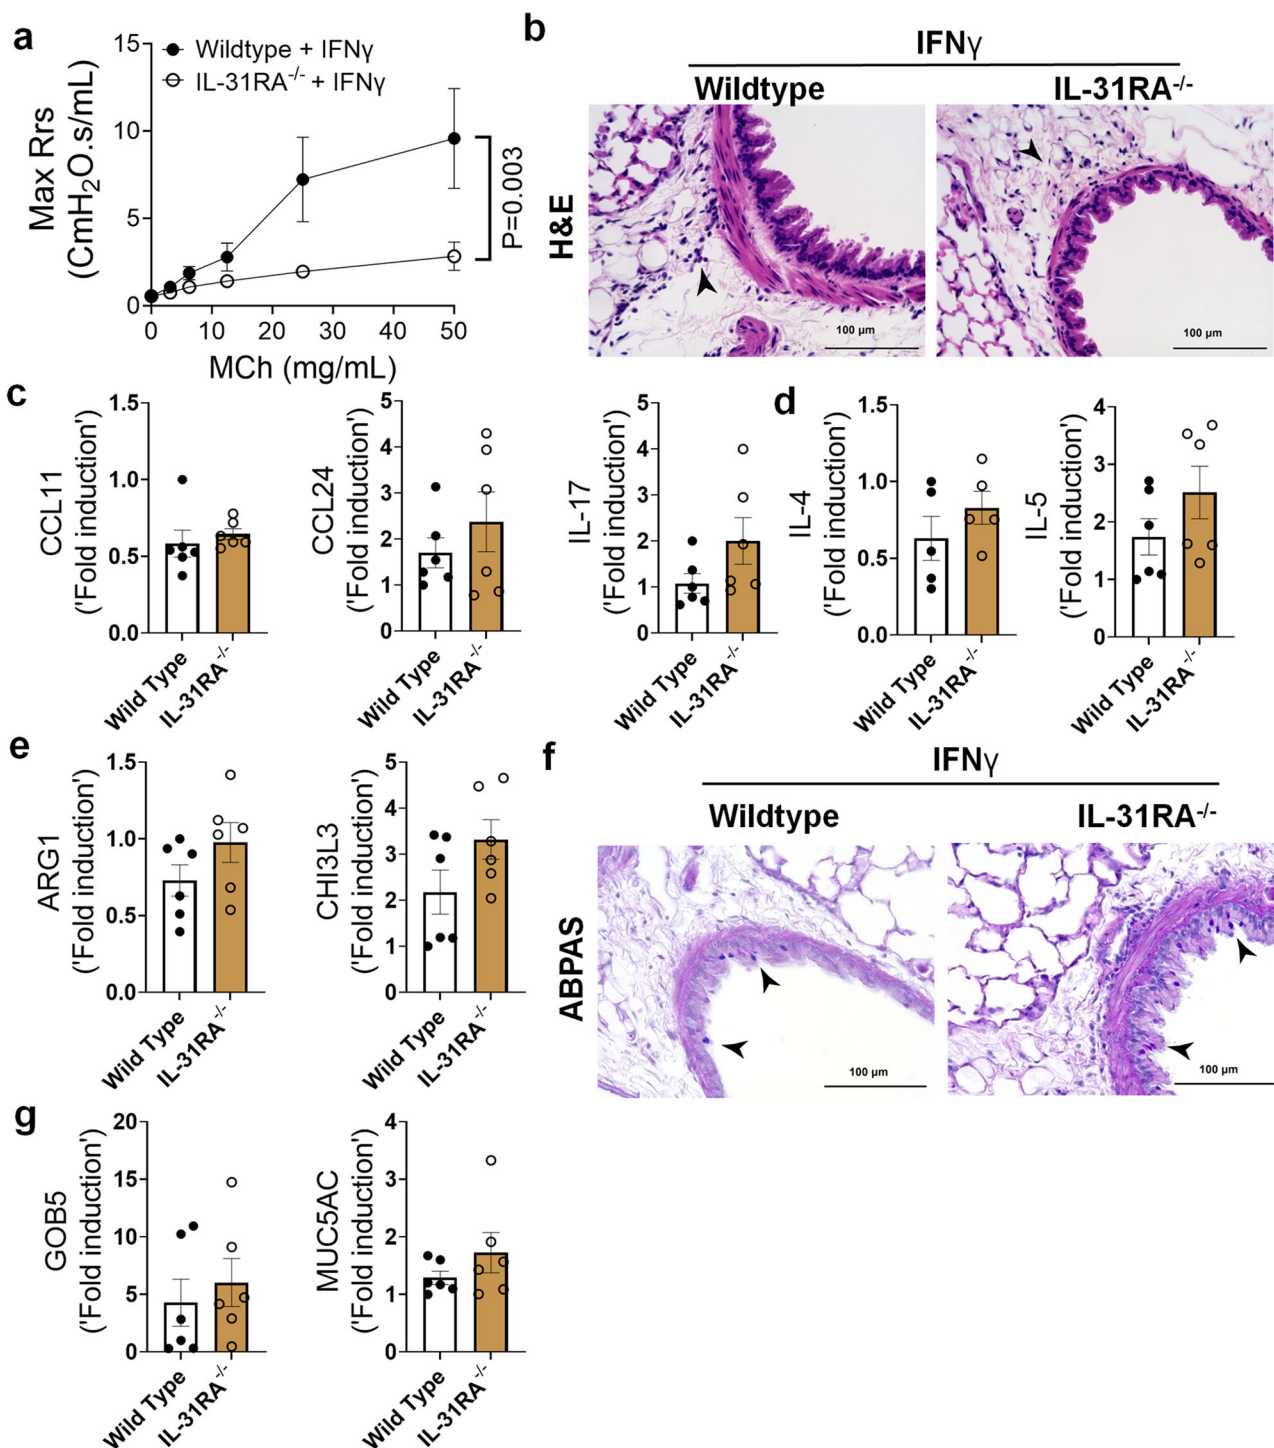 a
Max Rrs
(CmH₂O.s/mL)
15
10
5
0
0 10 20 30 40 50
MCh (mg/mL)
Wildtype + IFNγ
IL-31RA⁻/⁻ + IFNγ
P=0.003
b
IFNγ
Wildtype IL-31RA⁻/⁻
H&E
100 µm
100 µm
c
CCL11
('Fold induction')
1.5
1.0
0.5
0.0
Wild Type
IL-31RA⁻/⁻
CCL24
('Fold induction')
5
4
3
2
1
0
Wild Type
IL-31RA⁻/⁻
IL-17
('Fold induction')
5
4
3
2
1
0
Wild Type
IL-31RA⁻/⁻
d
IL-4
('Fold induction')
1.5
1.0
0.5
0.0
Wild Type
IL-31RA⁻/⁻
IL-5
('Fold induction')
4
3
2
1
0
Wild Type
IL-31RA⁻/⁻
e
ARG1
('Fold induction')
1.5
1.0
0.5
0.0
Wild Type
IL-31RA⁻/⁻
CHI3L3
('Fold induction')
5
4
3
2
1
0
Wild Type
IL-31RA⁻/⁻
f
IFNγ
Wildtype IL-31RA⁻/⁻
ABPAS
100 µm
100 µm
g
GOB5
('Fold induction')
20
15
10
5
0
Wild Type
IL-31RA⁻/⁻
MUC5AC
('Fold induction')
4
3
2
1
0
Wild Type
IL-31RA⁻/⁻